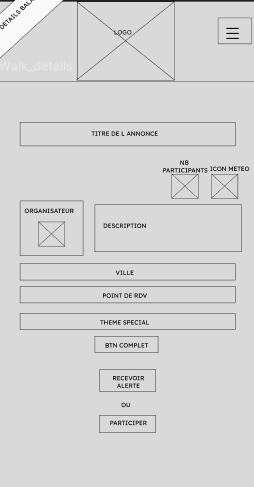 DETAILS BALA
LOGO
Walk_details
TITRE DE L ANNONCE
NB
PARTICIPANTS
ICON METEO
ORGANISATEUR
DESCRIPTION
VILLE
POINT DE RDV
THEME SPECIAL
BTN COMPLET
RECEVOIR
ALERTE
OU
PARTICIPER